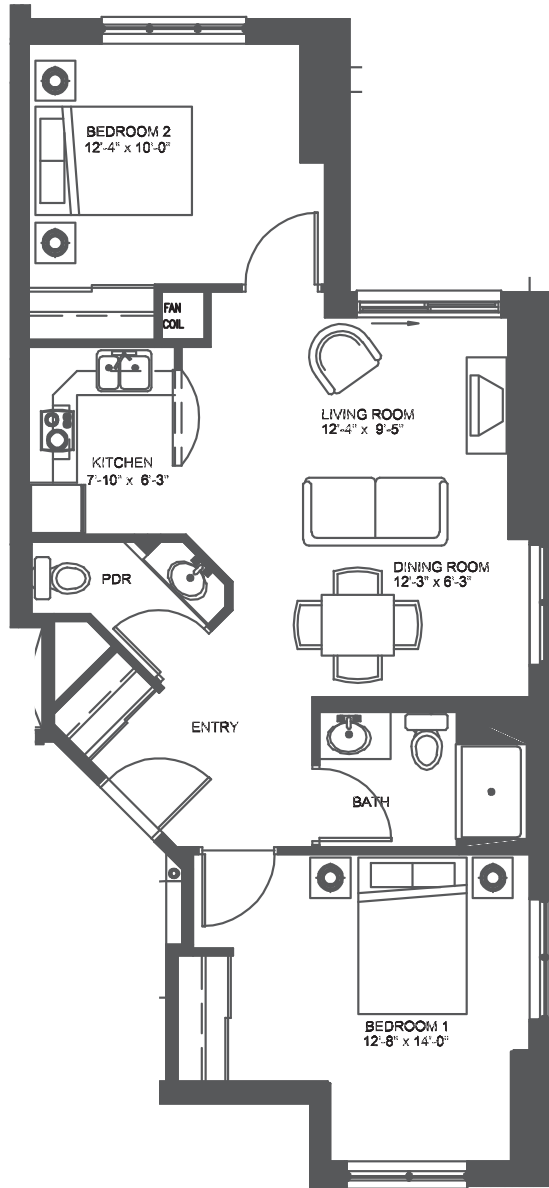 BEDROOM 2
12'-4" x 10'-0"
FAN
COIL
LIVING ROOM
12'-4" x 9'-5"
KITCHEN
7'-10" x 6'-3"
DINING ROOM
12'-3" x 6'-3"
PDR
ENTRY
BATH
BEDROOM 1
12'-8" x 14'-0"